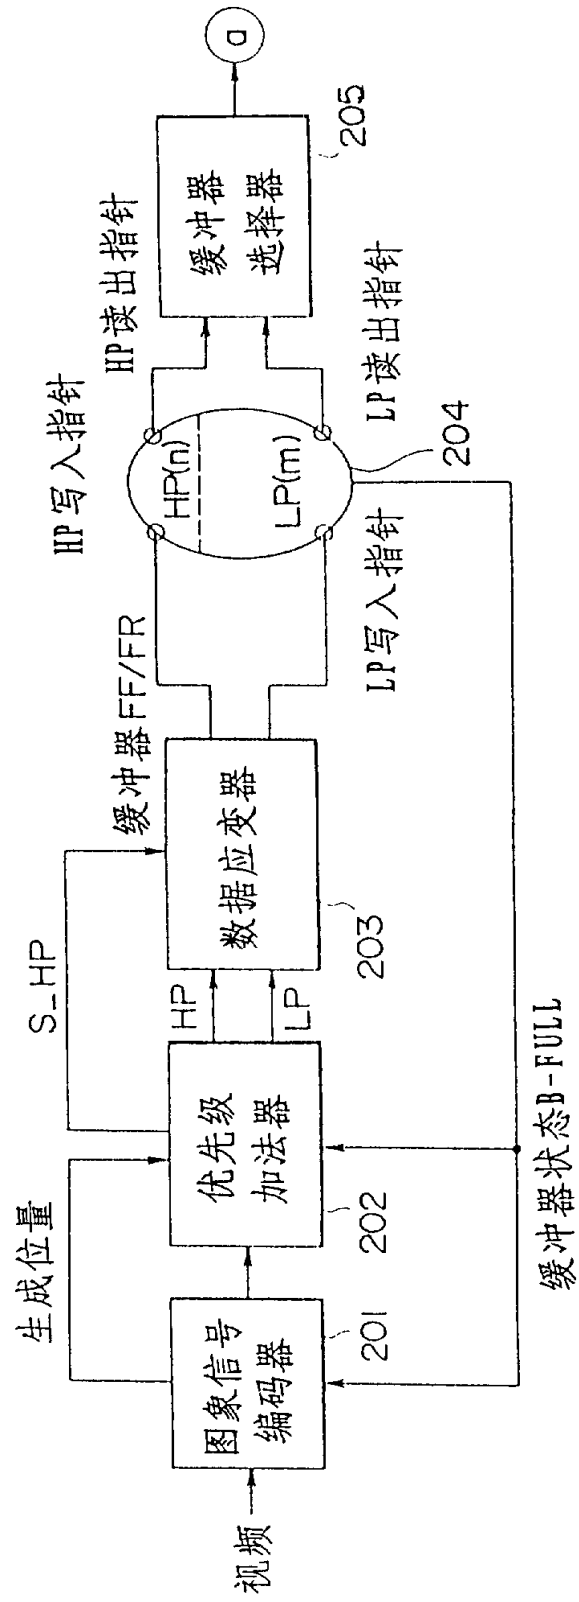 视频
图象信号
编码器
201
生成位量
优先级
加法器
202
S_HP
HP
LP
数据应变器
203
缓冲器FF/FR
HP写入指针
LP写入指针
HP(n)
LP(m)
204
HP读出指针
LP读出指针
缓冲器
选择器
205
a
缓冲器状态B-FULL